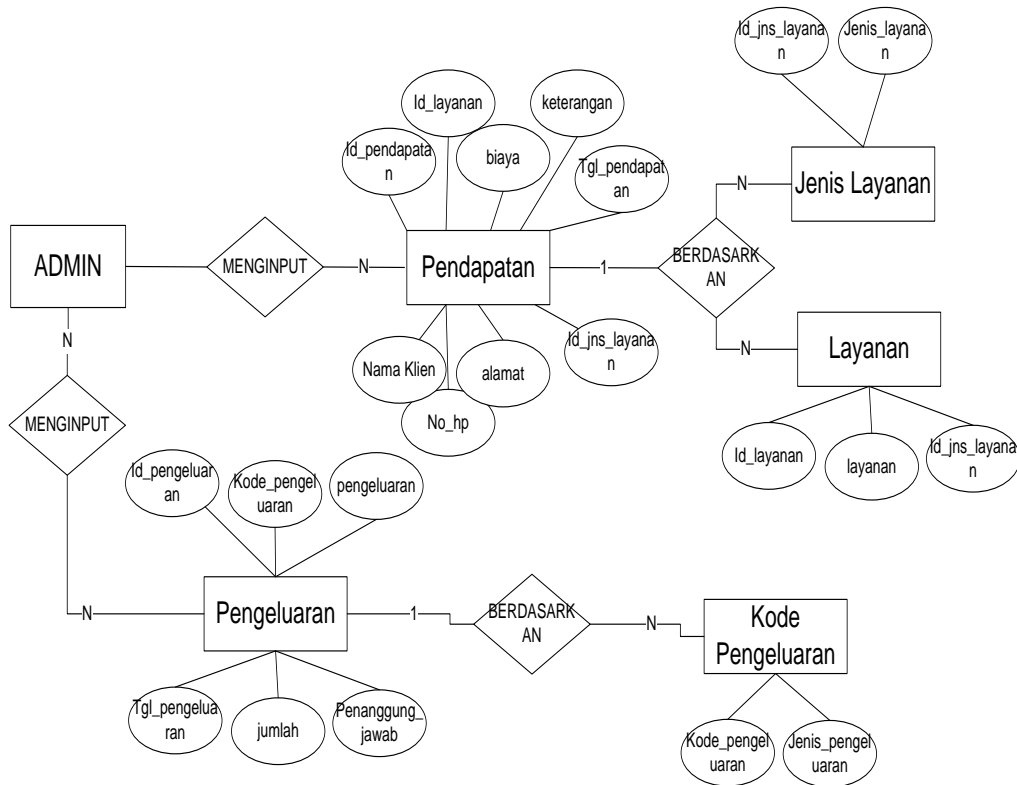 Id_jns_layana
n
Jenis_layana
n
Id_layanan
keterangan
Id_pendapata
n
biaya
Tgl_pendapat
an
Jenis Layanan
N
ADMIN
MENGINPUT
N
Pendapatan
1
BERDASARK
AN
N
Layanan
Nama Klien
No_hp
alamat
Id_jns_layana
n
Id_layanan
layanan
Id_jns_layana
n
N
MENGINPUT
Id_pengeluar
an
Kode_pengel
uaran
pengeluaran
N
Pengeluaran
1
BERDASARK
AN
N
Kode
Pengeluaran
Tgl_pengelua
ran
jumlah
Penanggung_
jawab
Kode_pengel
uaran
Jenis_pengel
uaran